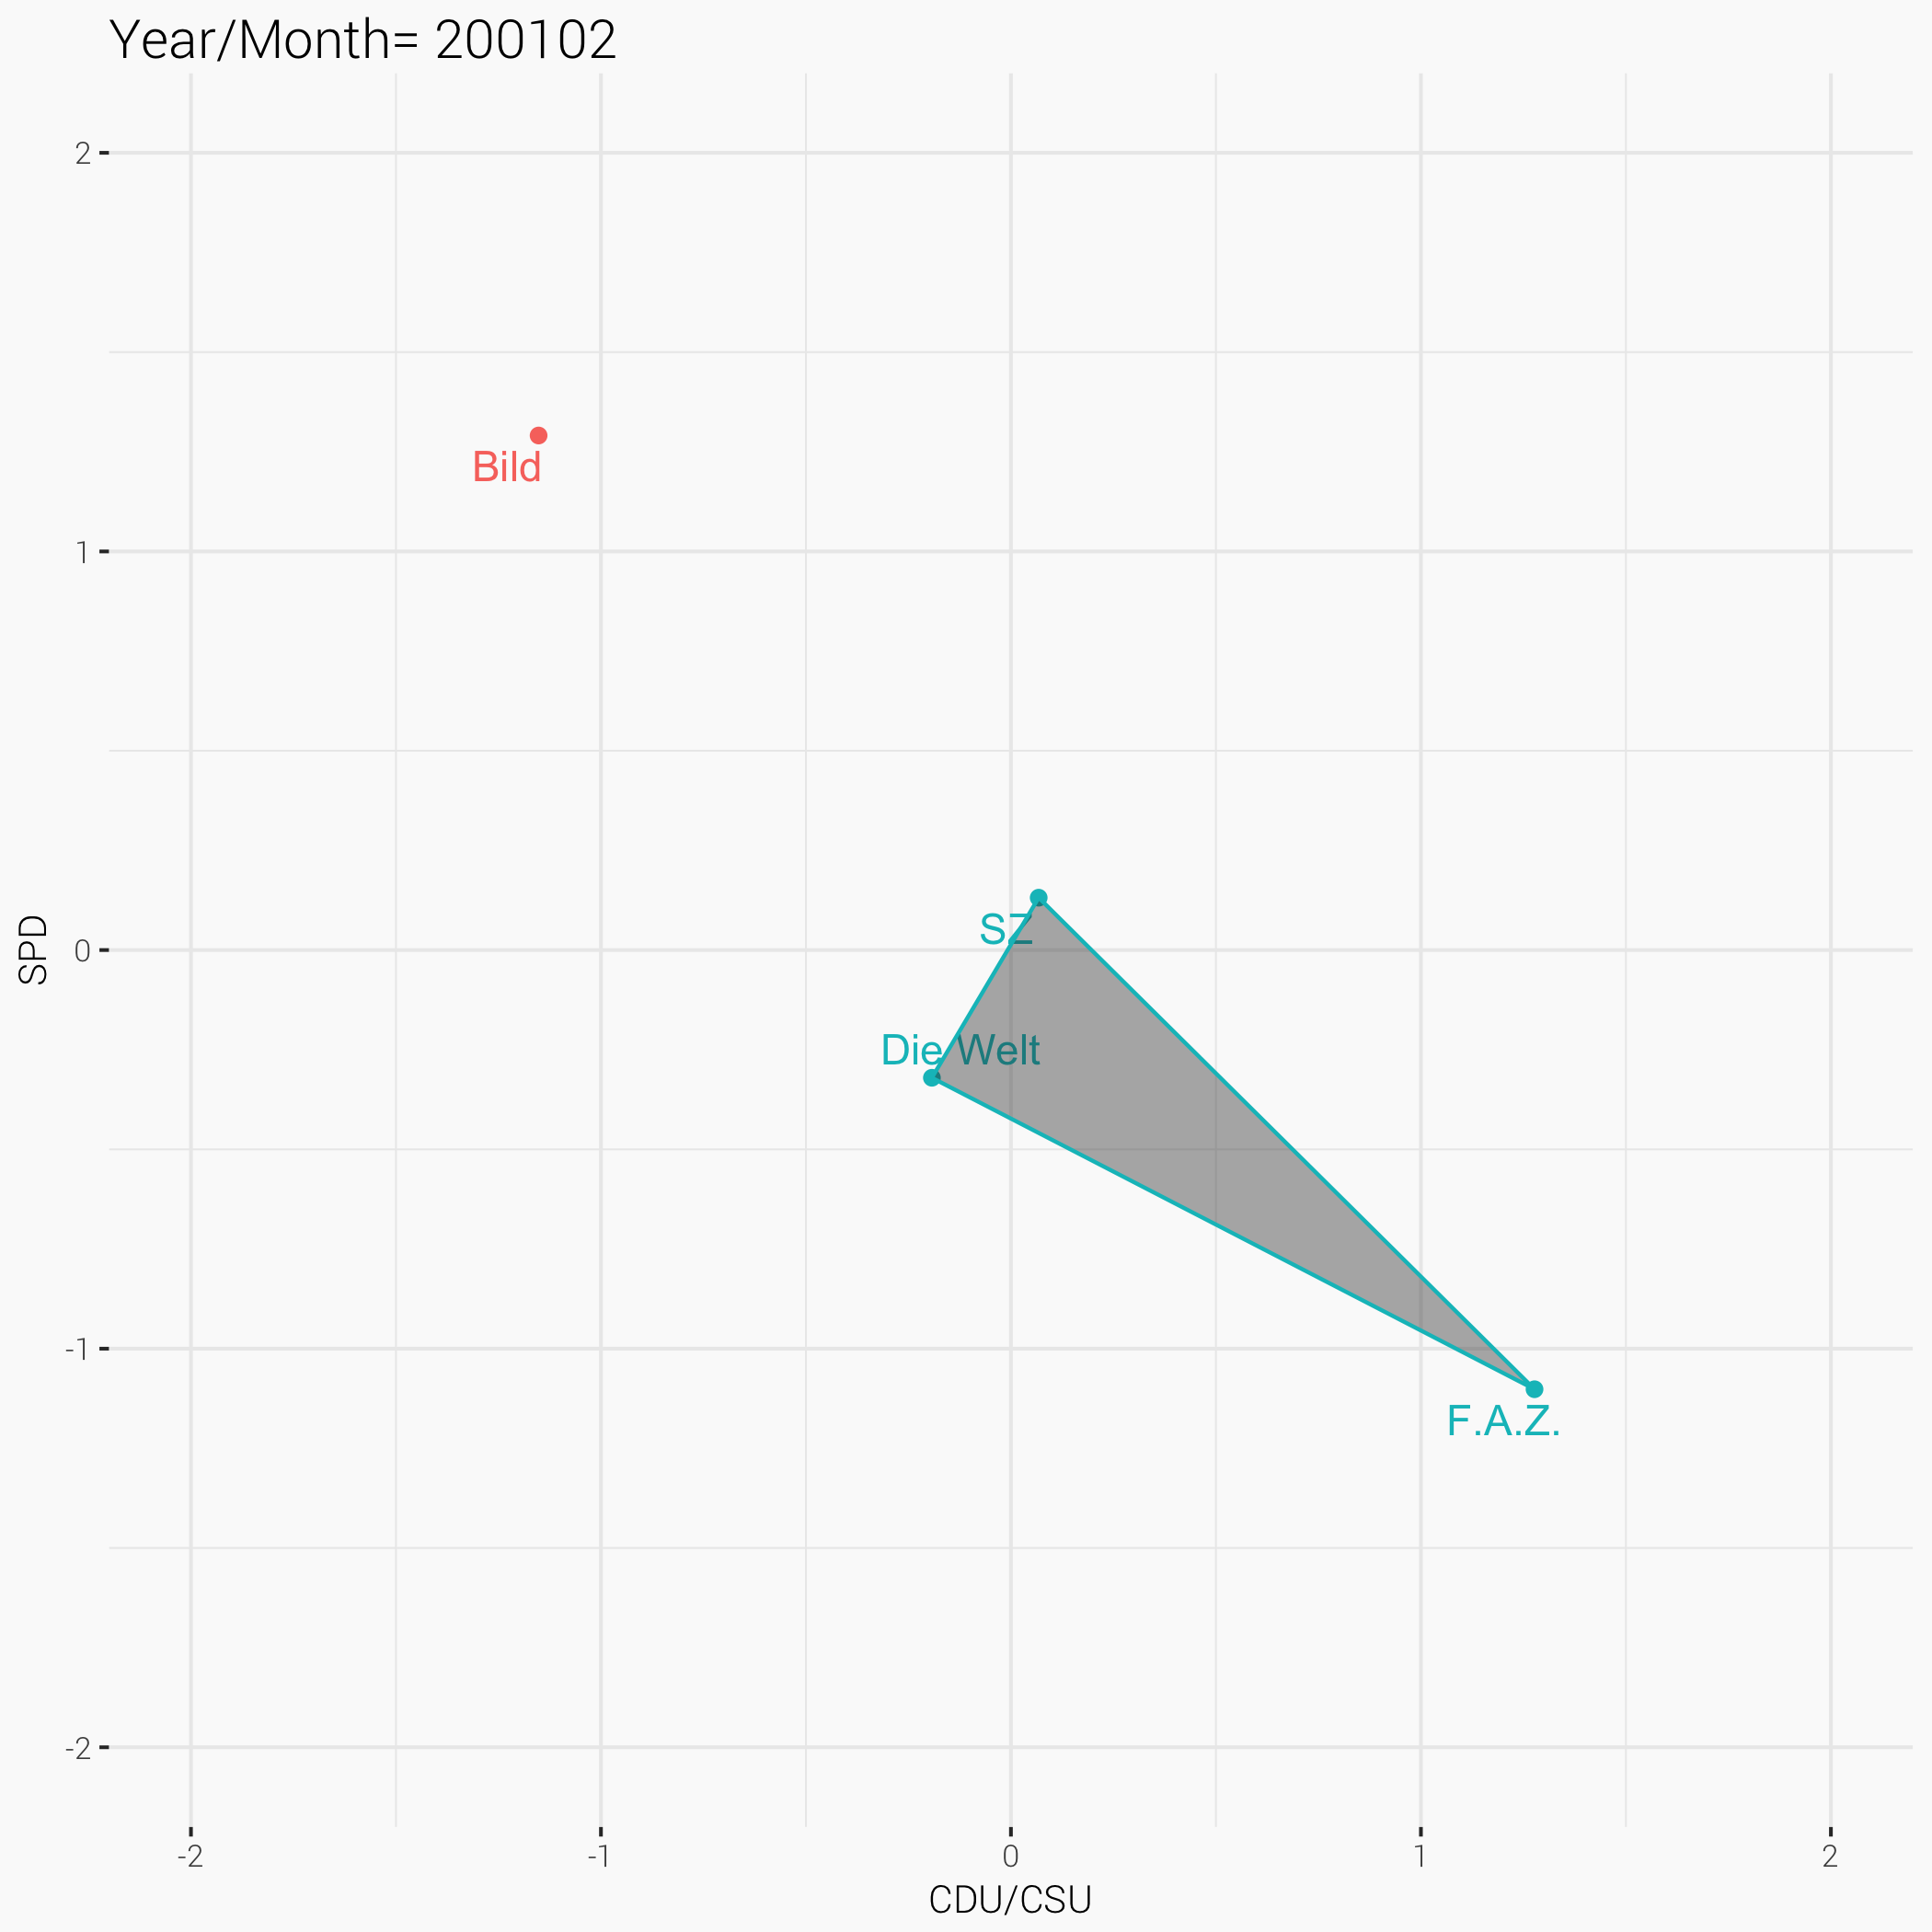 Year/Month= 200102
2
Bild
1
SZ
0
SPD
Die Welt
-1
F.A.Z.
-2
-2
-1
0
1
2
CDU/CSU